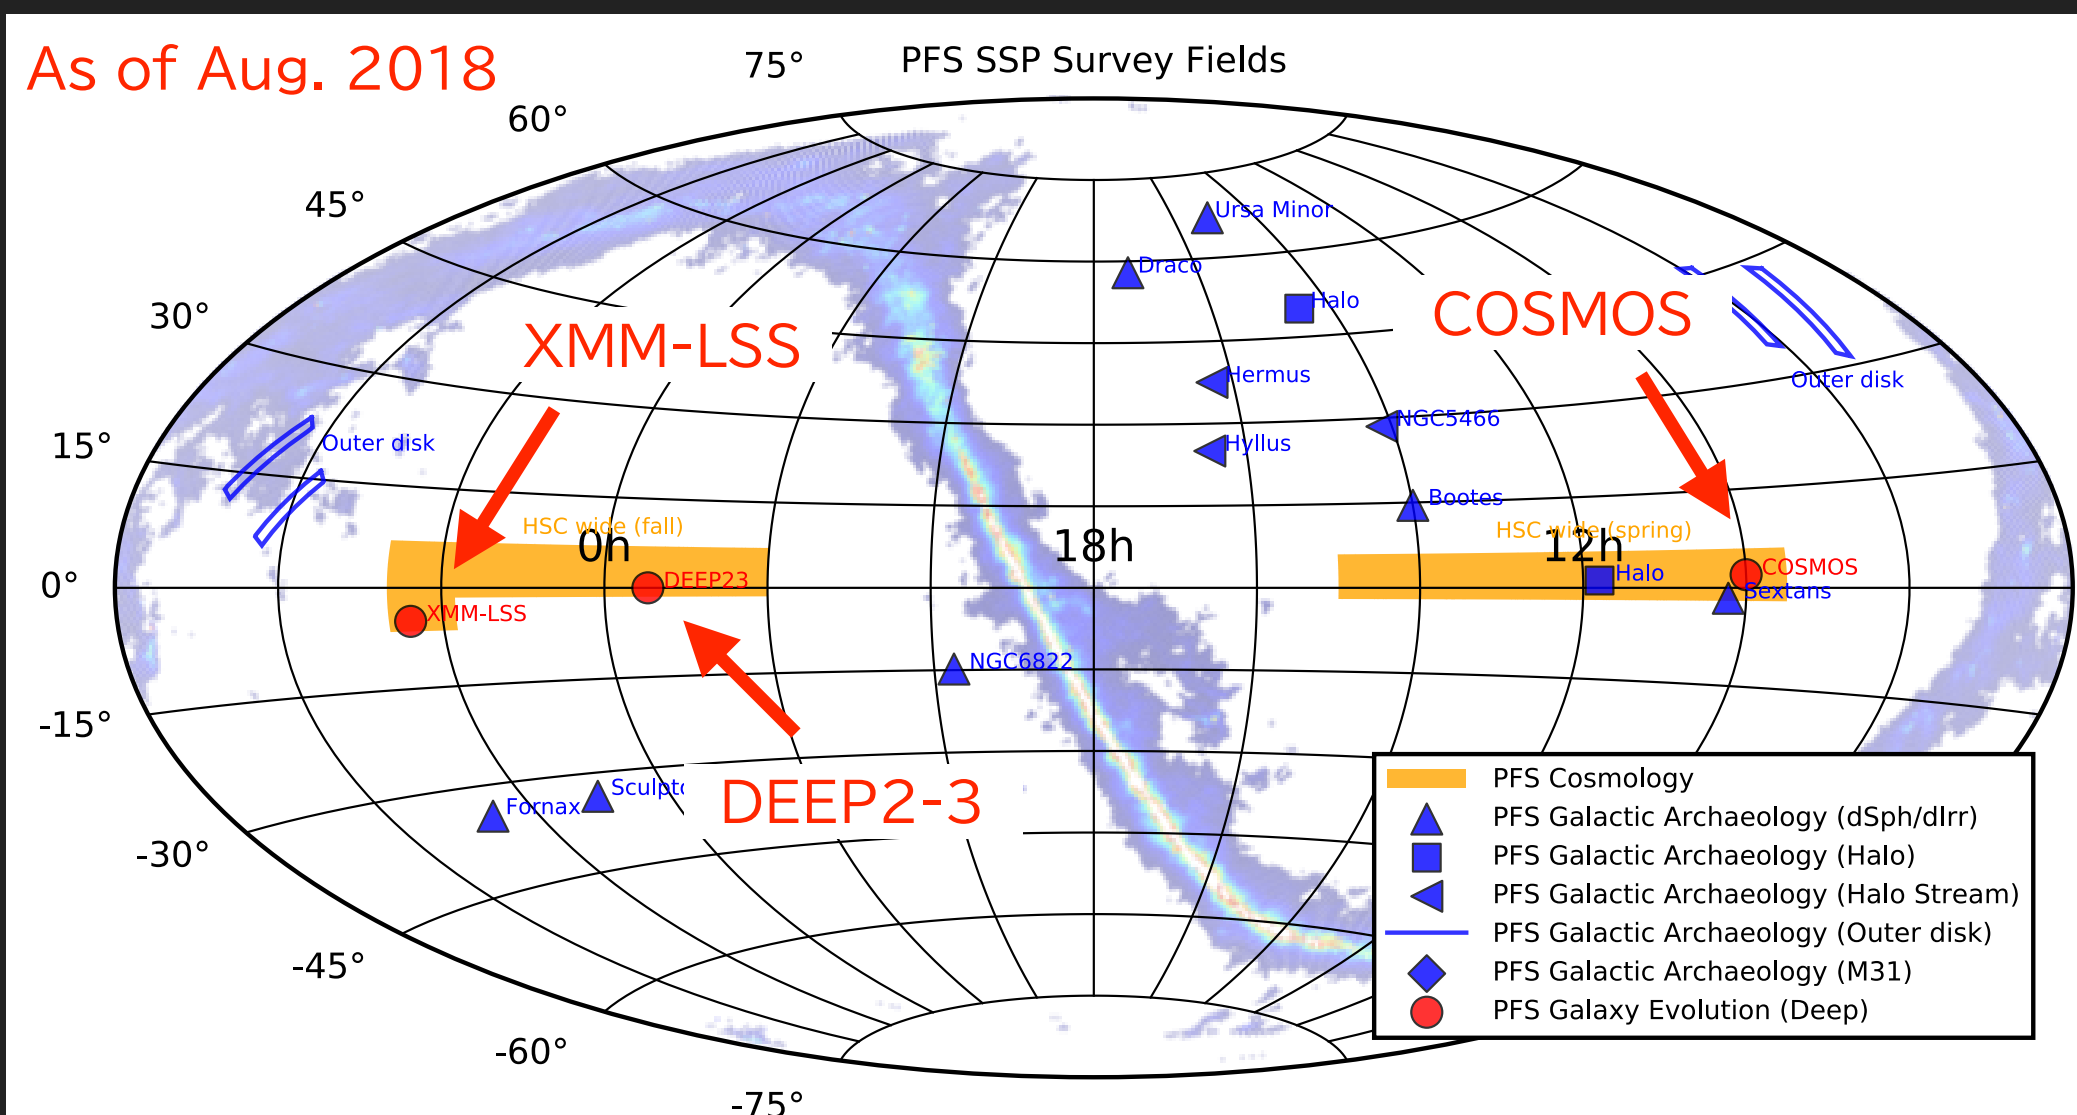 As of Aug. 2018
PFS SSP Survey Fields
75°
60°
45°
30°
15°
0°
-15°
-30°
-45°
-60°
-75°
Ursa Minor
Draco
Halo
COSMOS
XMM-LSS
Hermus
Outer disk
NGC5466
Outer disk
Hyllus
Bootes
HSC wide (fall)
HSC wide (spring)
0h
18h
12h
DEEP23
Halo
COSMOS
Sextans
XMM-LSS
NGC6822
Sculpto
Fornax
DEEP2-3
PFS Cosmology
PFS Galactic Archaeology (dSph/dIrr)
PFS Galactic Archaeology (Halo)
PFS Galactic Archaeology (Halo Stream)
PFS Galactic Archaeology (Outer disk)
PFS Galactic Archaeology (M31)
PFS Galaxy Evolution (Deep)